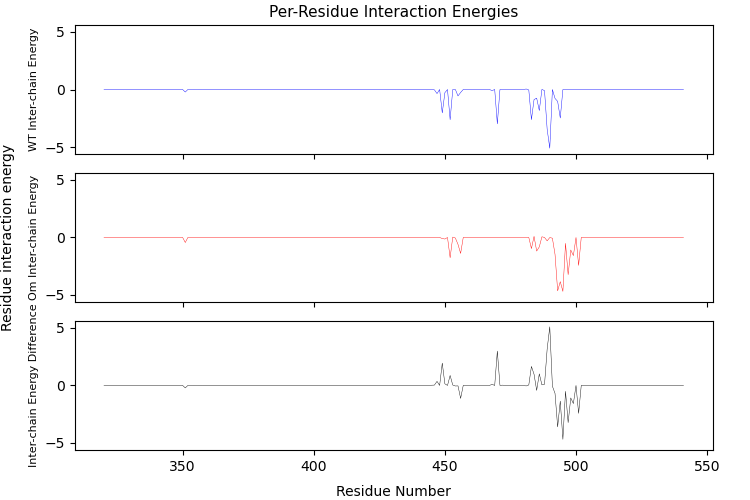 Per-Residue Interaction Energies
Residue interaction energy
WT Inter-chain Energy
5
0
−5
Om Inter-chain Energy
5
0
−5
Inter-chain Energy Difference
5
0
−5
350
400
450
500
550
Residue Number